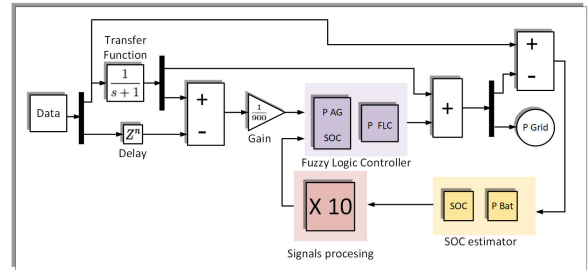 Transfer
Function
1
s + 1
Data
Z^n
Delay
+
-
1
900
Gain
P AG
SOC
P FLC
Fuzzy Logic Controller
+
+
-
P Grid
X 10
Signals procesing
SOC
P Bat
SOC estimator